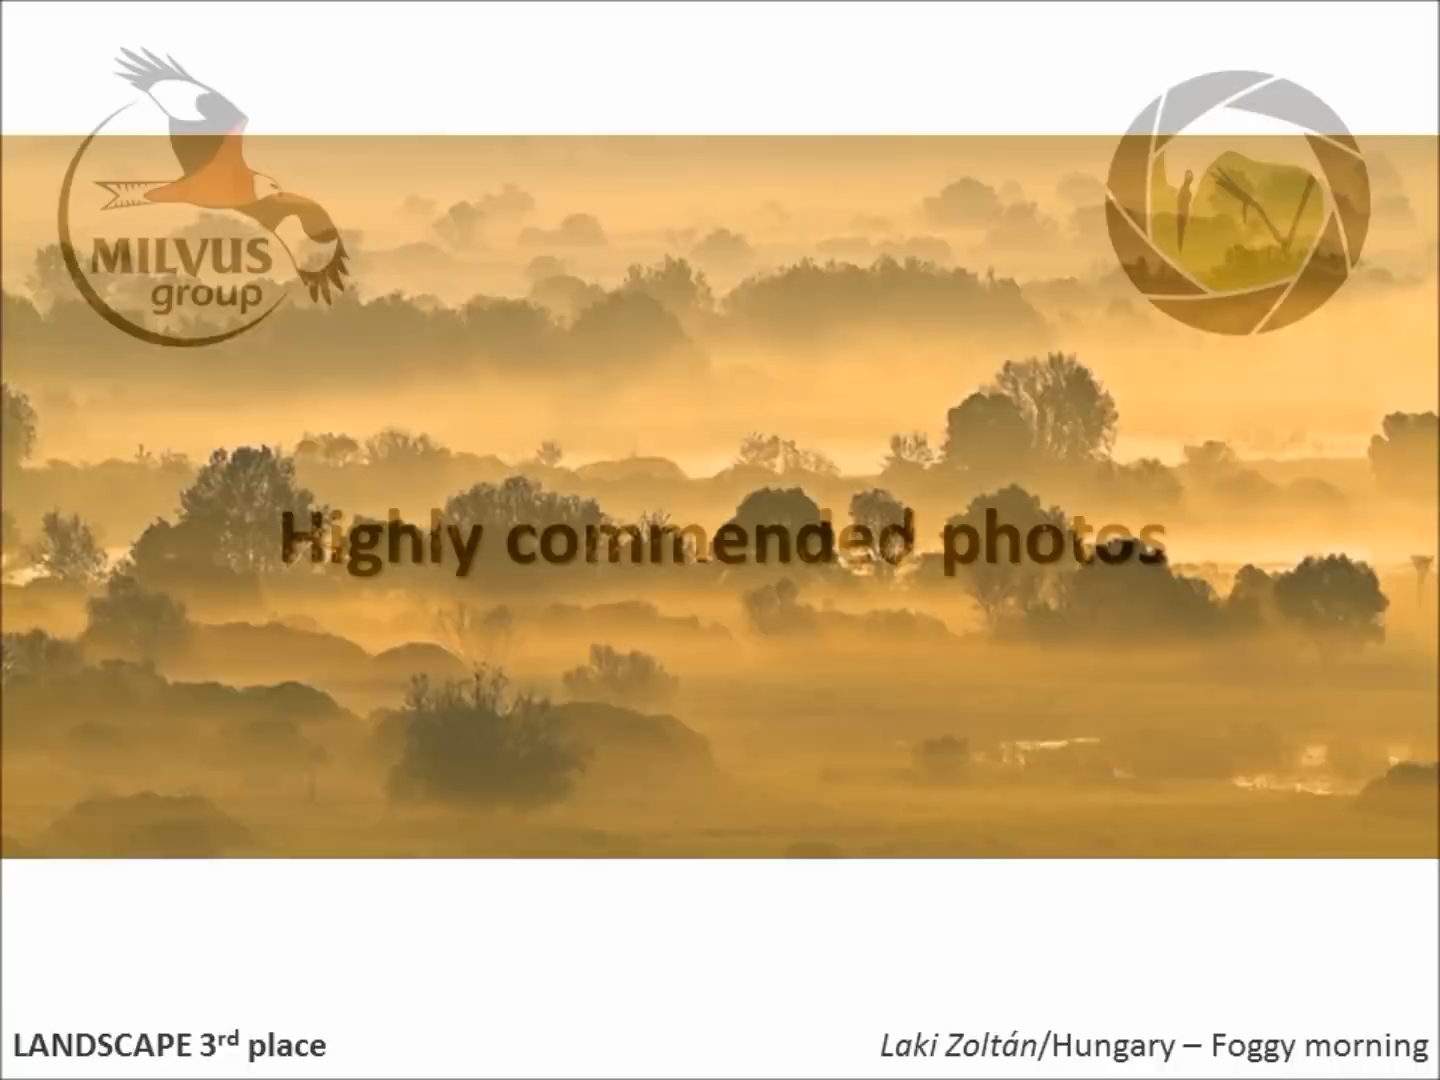 MILVUS
group
Highly commended photos
LANDSCAPE 3rd place
Laki Zoltán/Hungary – Foggy morning